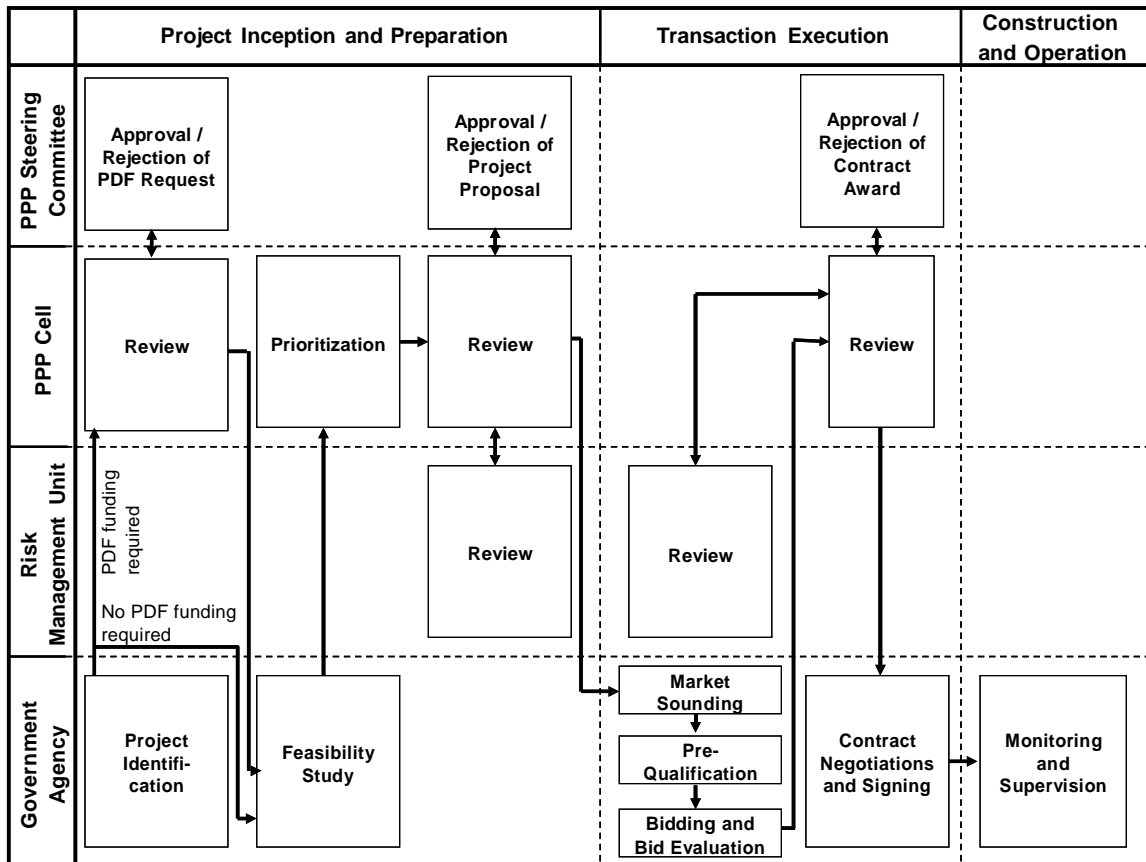 Project Inception and Preparation
Transaction Execution
Construction
and Operation
PPP Steering
Committee
Approval /
Rejection of
PDF Request
Approval /
Rejection of
Project
Proposal
Approval /
Rejection of
Contract
Award
PPP Cell
Review
Prioritization
Review
Review
Risk
Management Unit
PDF funding
required
No PDF funding
required
Review
Review
Government
Agency
Project
Identifi-
cation
Feasibility
Study
Market
Sounding
Pre-
Qualification
Bidding and
Bid Evaluation
Contract
Negotiations
and Signing
Monitoring
and
Supervision